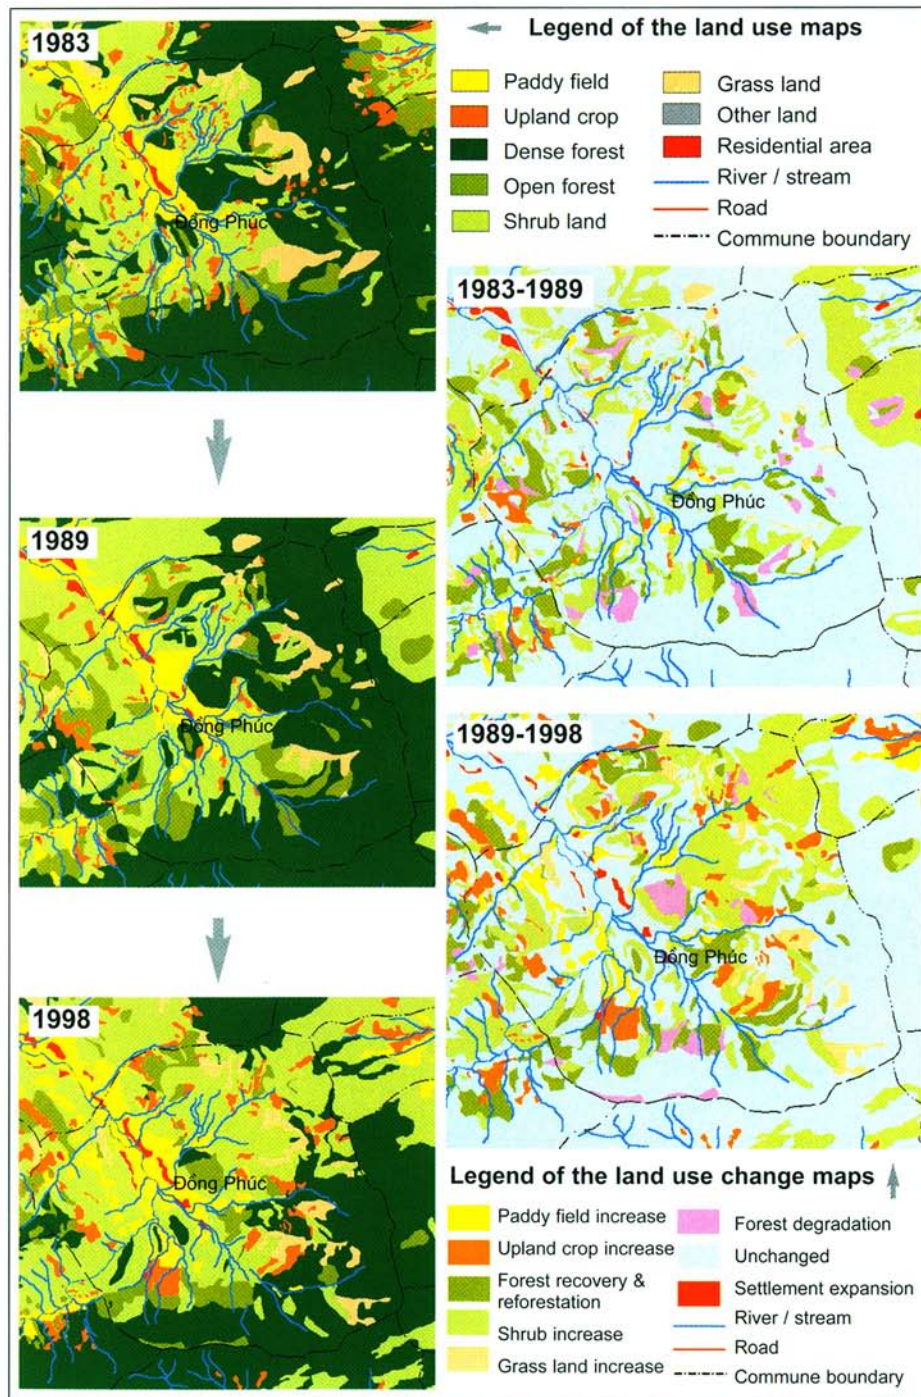 1983
Đồng Phúc
1989
Đồng Phúc
1998
Đồng Phúc
Legend of the land use maps
Paddy field
Upland crop
Dense forest
Open forest
Shrub land
Grass land
Other land
Residential area
River / stream
Road
Commune boundary
1983-1989
Đồng Phúc
1989-1998
Đồng Phúc
Legend of the land use change maps
Paddy field increase
Upland crop increase
Forest recovery &
reforestation
Shrub increase
Grass land increase
Forest degradation
Unchanged
Settlement expansion
River / stream
Road
Commune boundary